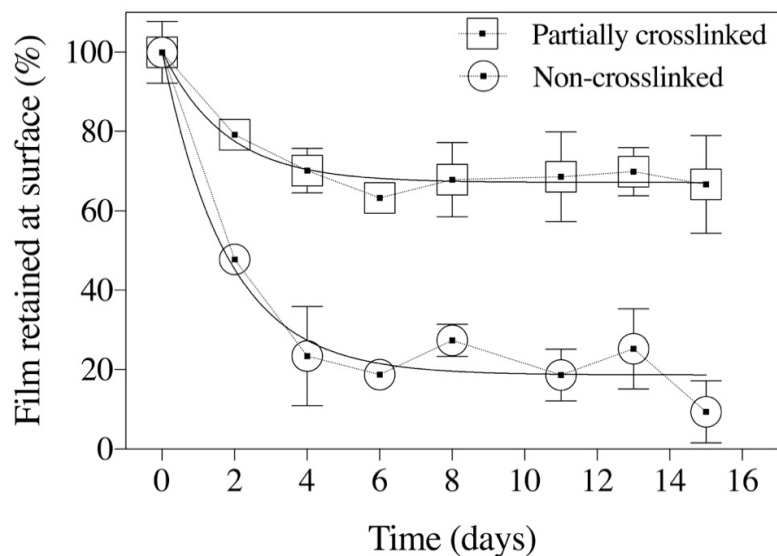 Partially crosslinked
Non-crosslinked
Film retained at surface (%)
100
80
60
40
20
0
0 2 4 6 8 10 12 14 16
Time (days)